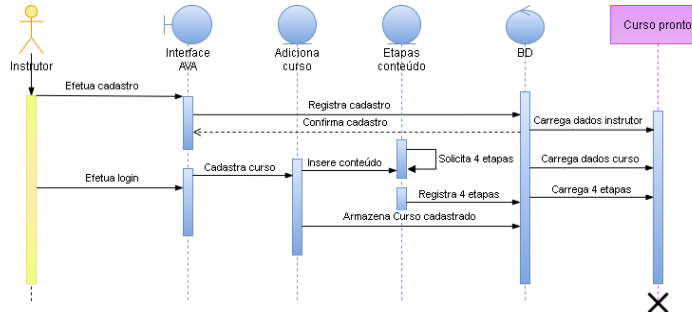 Instrutor
Interface
AVA
Adiciona
curso
Etapas
conteúdo
BD
Curso pronto
Efetua cadastro
Registra cadastro
Confirma cadastro
Carrega dados instrutor
Solicita 4 etapas
Cadastra curso
Insere conteúdo
Carrega dados curso
Efetua login
Registra 4 etapas
Carrega 4 etapas
Armazena Curso cadastrado